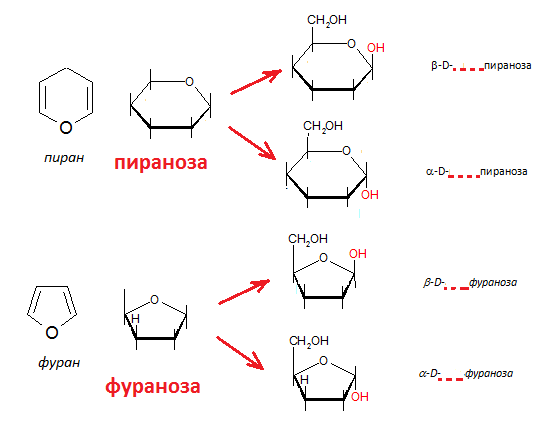 CH2OH
O
OH
β-D- - - - -пираноза
O
пиран
O
пираноза
CH2OH
O
OH
α-D- - - - -пираноза
CH2OH
O
OH
β-D- - - -фураноза
O
фуран
O
H
фураноза
CH2OH
O
H
OH
α-D- - - -фураноза